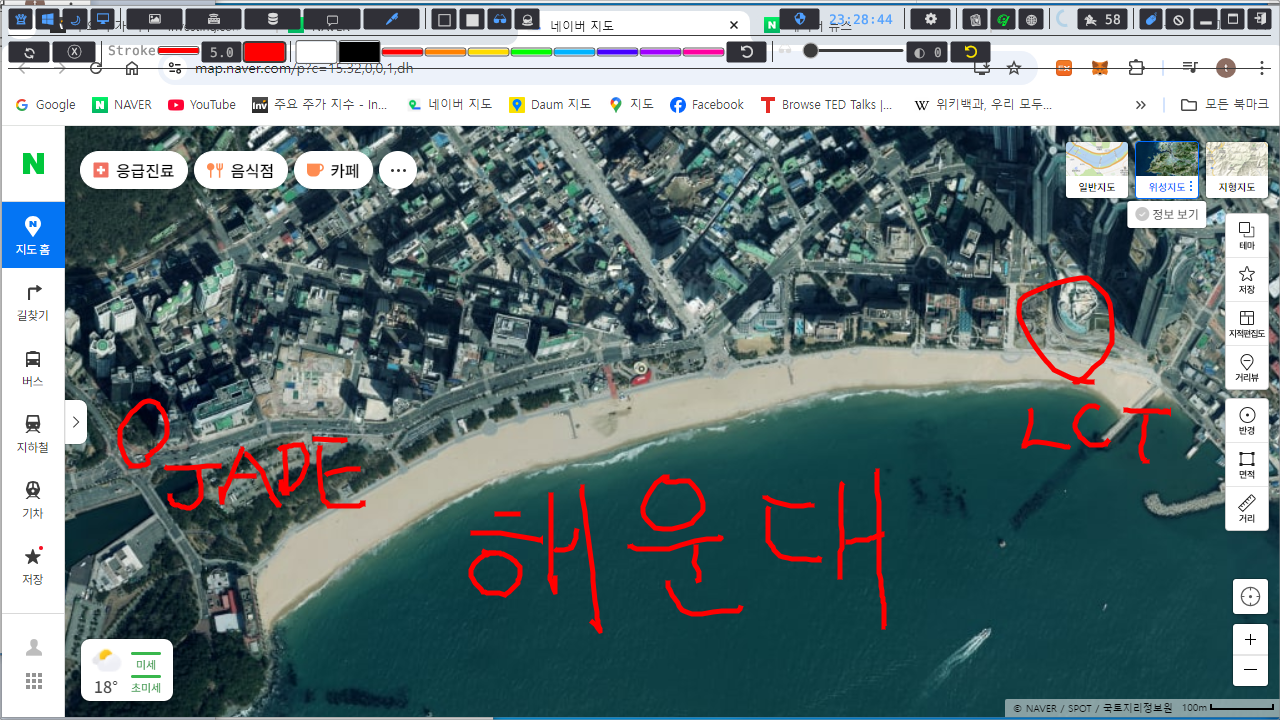 네이버 지도
네이버 뉴스
23:28:44
58
Stroke
5.0
0
map.naver.com/p?c=15.32,0,0,1,dh
t
Google
NAVER
YouTube
주요 주가 지수 - In...
네이버 지도
Daum 지도
지도
Facebook
Browse TED Talks |...
위키백과, 우리 모두...
모든 북마크
N
응급진료
음식점
카페
일반지도
위성지도
지형지도
정보 보기
지도 홈
길찾기
버스
지하철
기차
저장
테마
저장
지적편집도
거리뷰
반경
면적
거리
LCT
JADE
해운대
미세
18°
초미세
© NAVER / SPOT / 국토지리정보원
100m